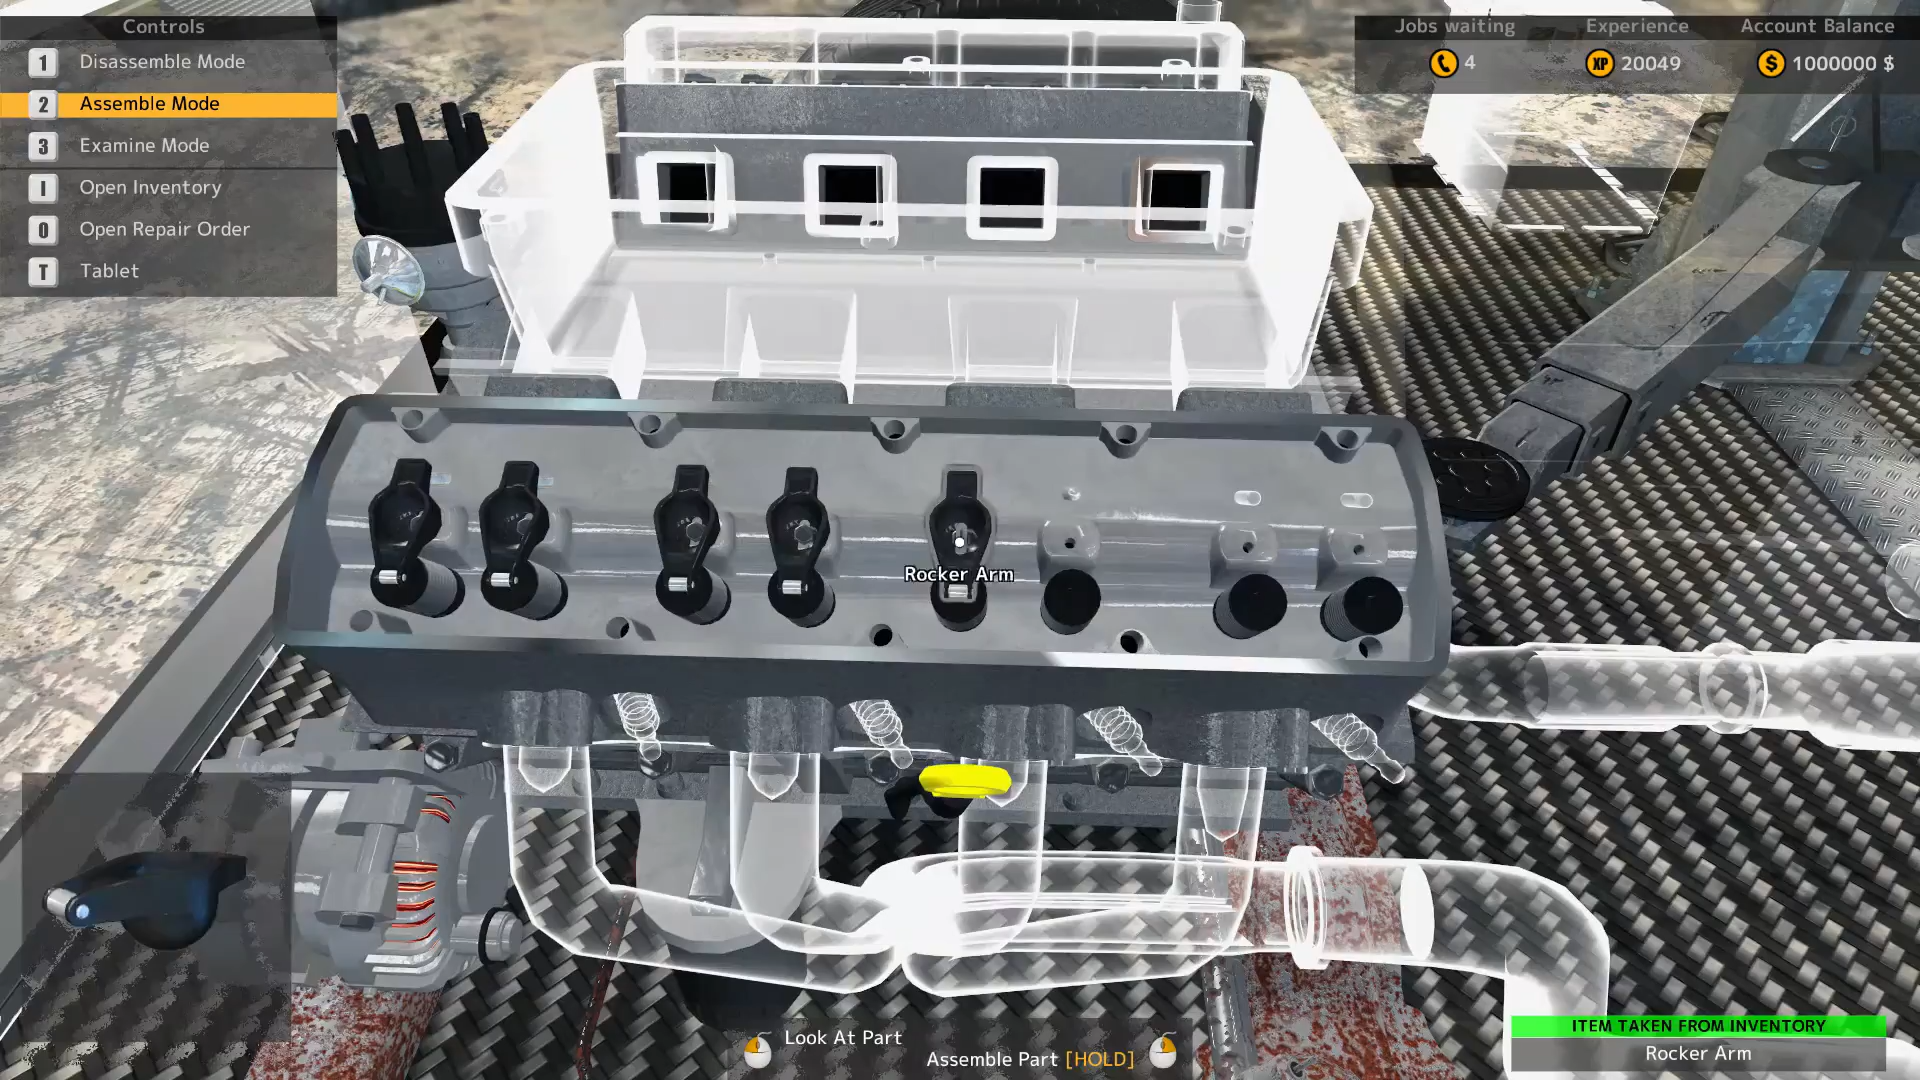 Controls
1 Disassemble Mode
2 Assemble Mode
3 Examine Mode
I Open Inventory
O Open Repair Order
T Tablet
Jobs waiting
4
Experience
XP 20049
Account Balance
$ 1000000 $
Rocker Arm
Look At Part
Assemble Part [HOLD]
ITEM TAKEN FROM INVENTORY
Rocker Arm